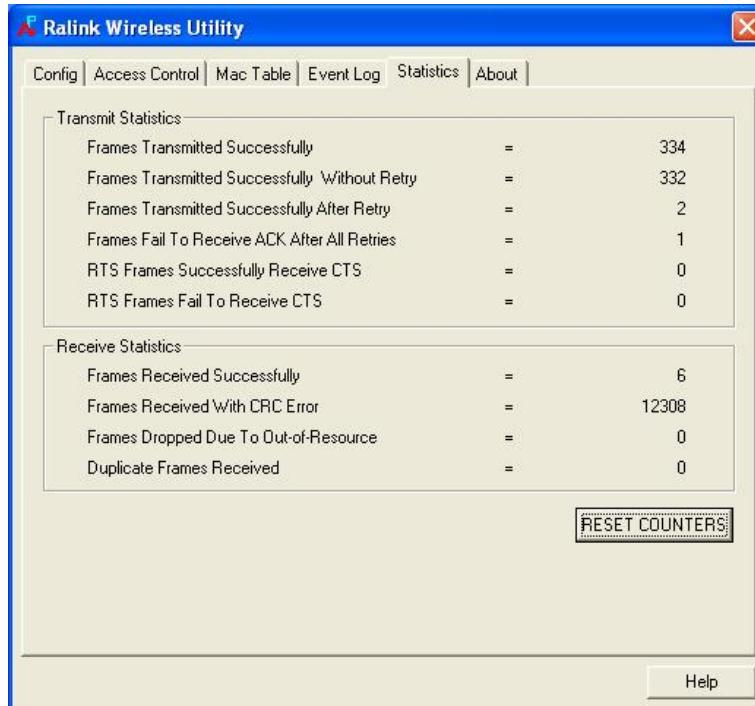 Ralink Wireless Utility
Config Access Control Mac Table Event Log Statistics About
Transmit Statistics
Frames Transmitted Successfully = 334
Frames Transmitted Successfully Without Retry = 332
Frames Transmitted Successfully After Retry = 2
Frames Fail To Receive ACK After All Retries = 1
RTS Frames Successfully Receive CTS = 0
RTS Frames Fail To Receive CTS = 0
Receive Statistics
Frames Received Successfully = 6
Frames Received With CRC Error = 12308
Frames Dropped Due To Out-of-Resource = 0
Duplicate Frames Received = 0
RESET COUNTERS
Help